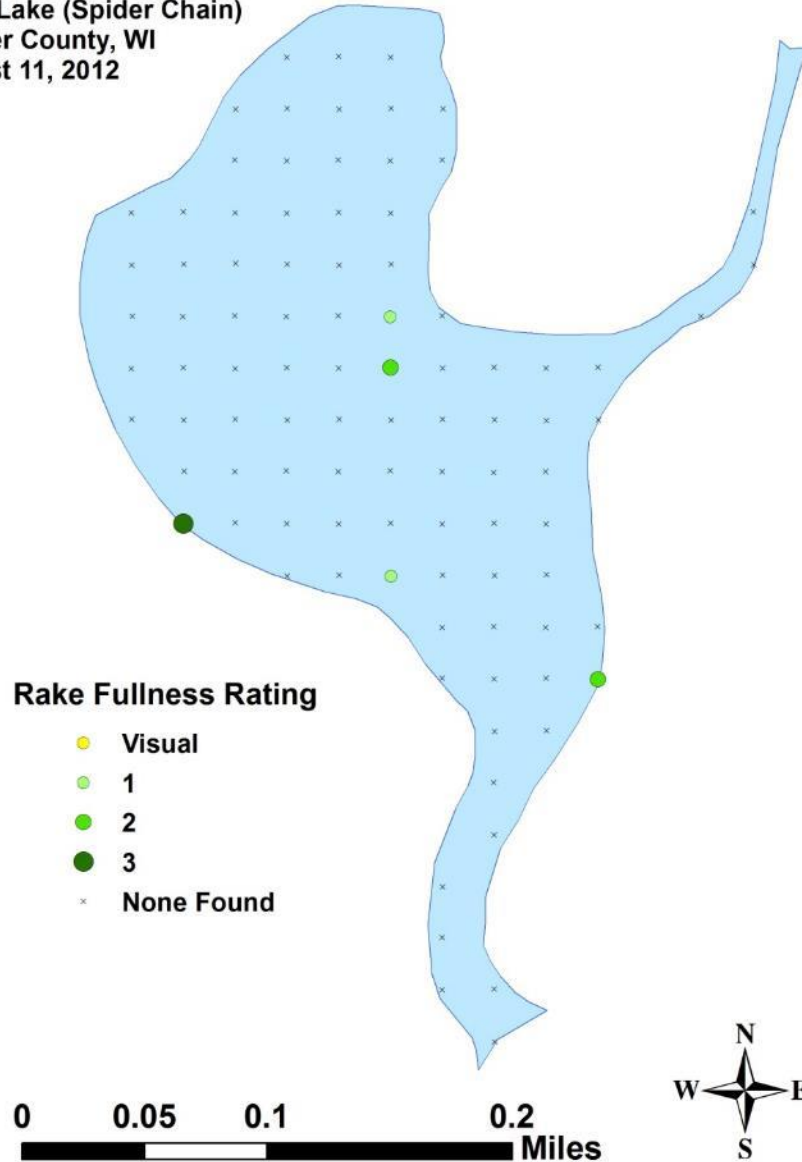 Lake (Spider Chain)
County, WI
11, 2012
Rake Fullness Rating
Visual
1
2
3
None Found
N
W E
S
0 0.05 0.1 0.2
Miles